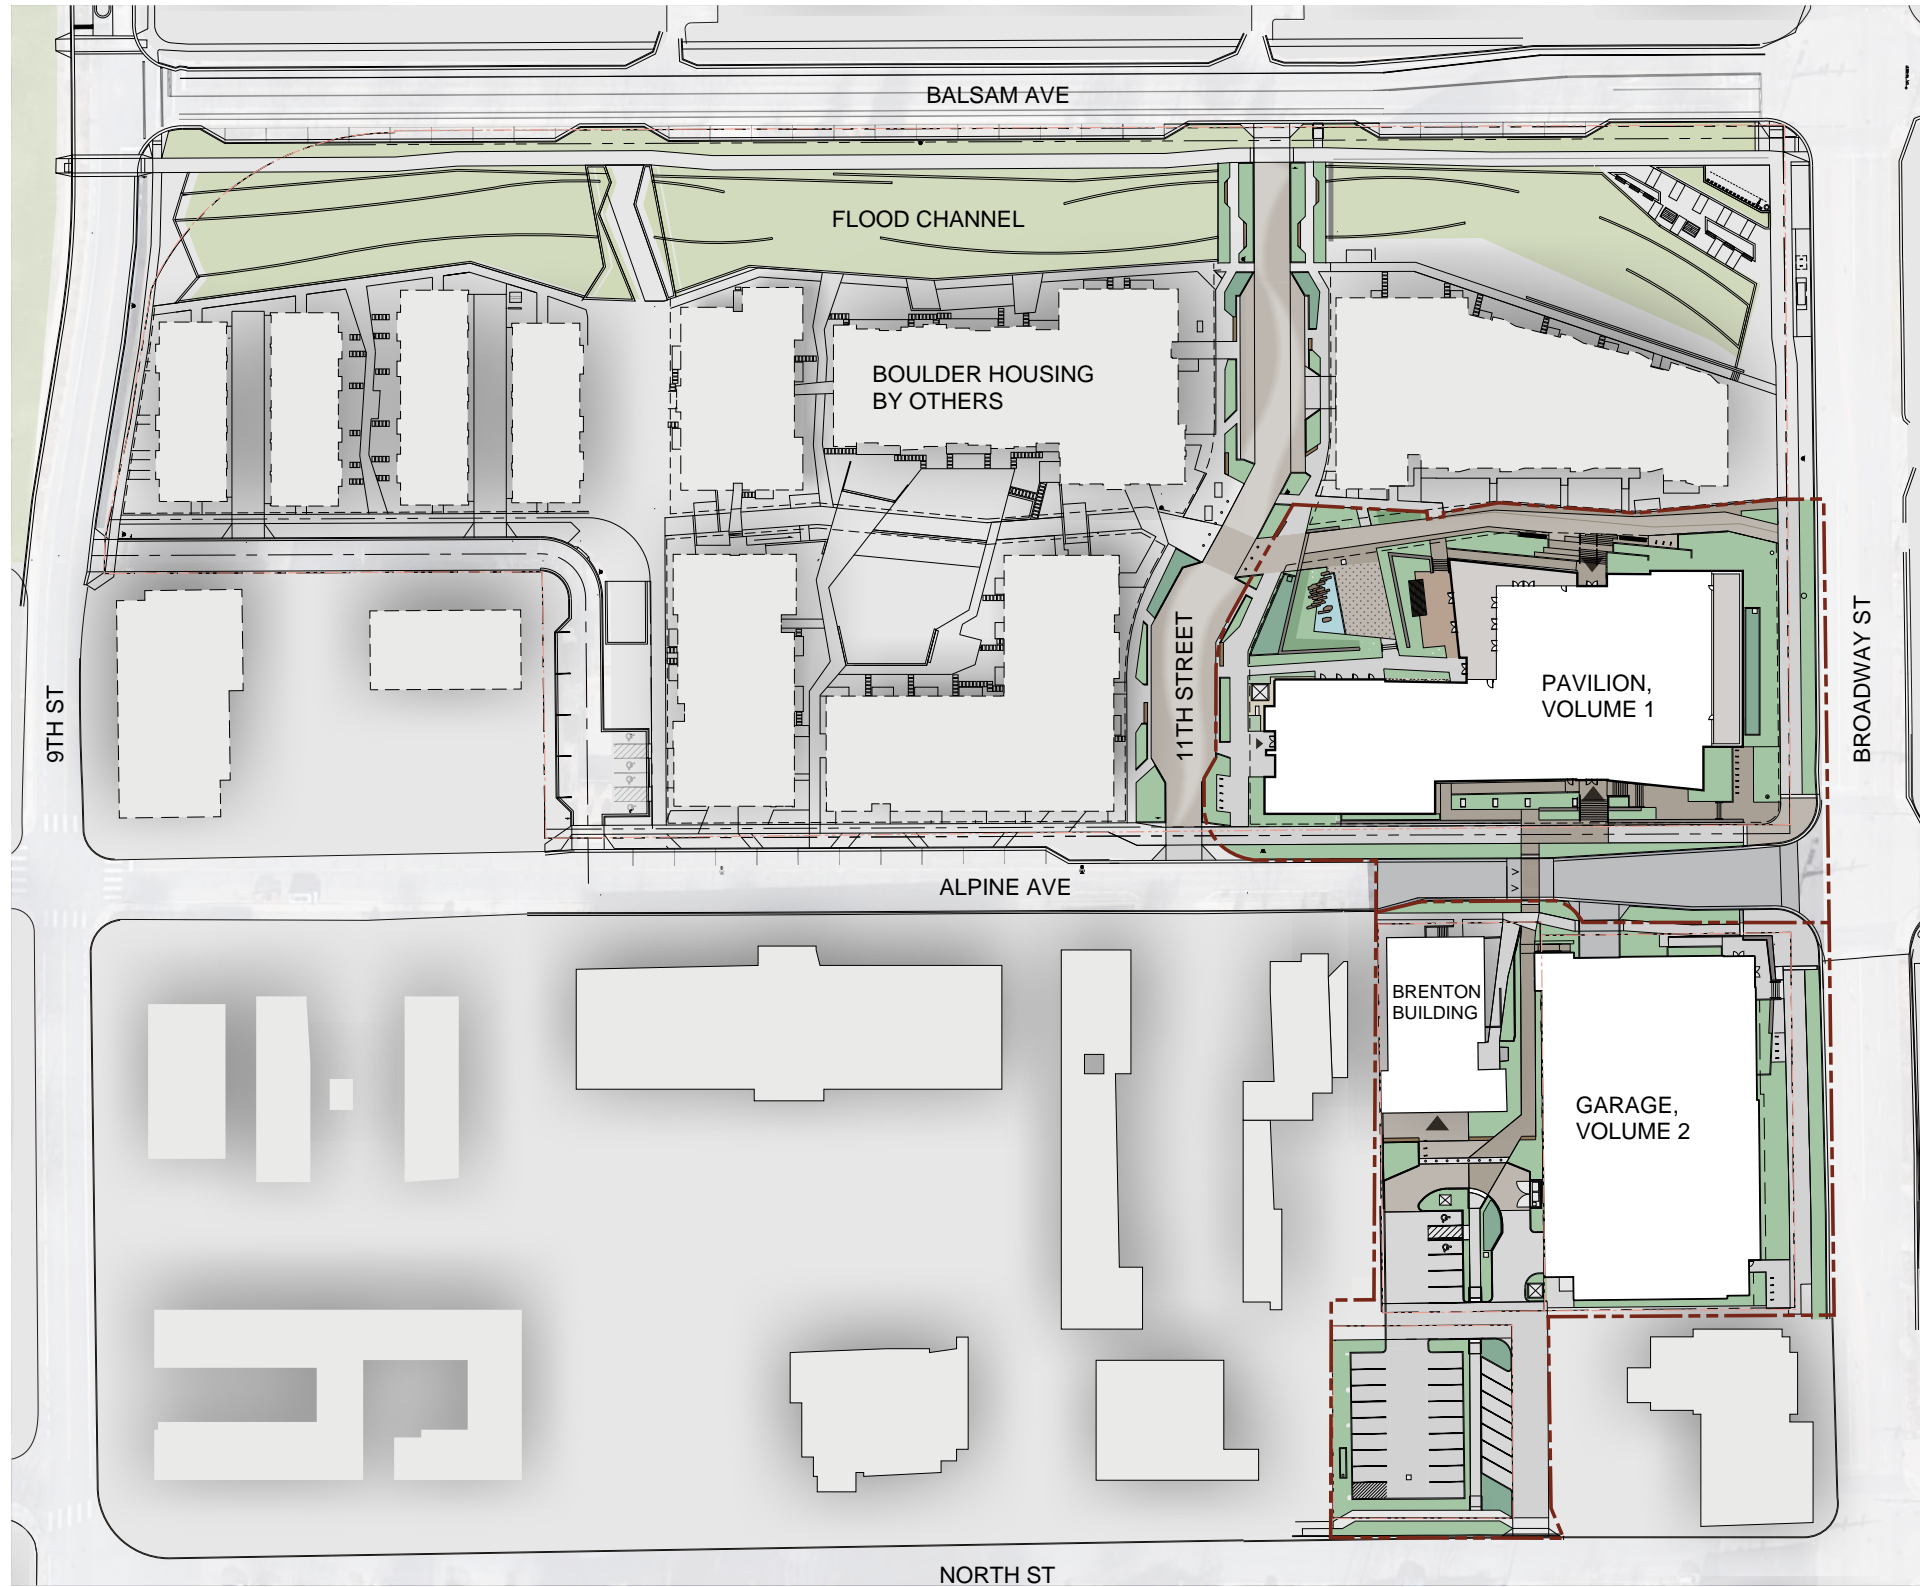 BALSAM AVE
FLOOD CHANNEL
BOULDER HOUSING
BY OTHERS
9TH ST
11TH STREET
PAVILION,
VOLUME 1
BROADWAY ST
ALPINE AVE
BRENTON
BUILDING
GARAGE,
VOLUME 2
NORTH ST